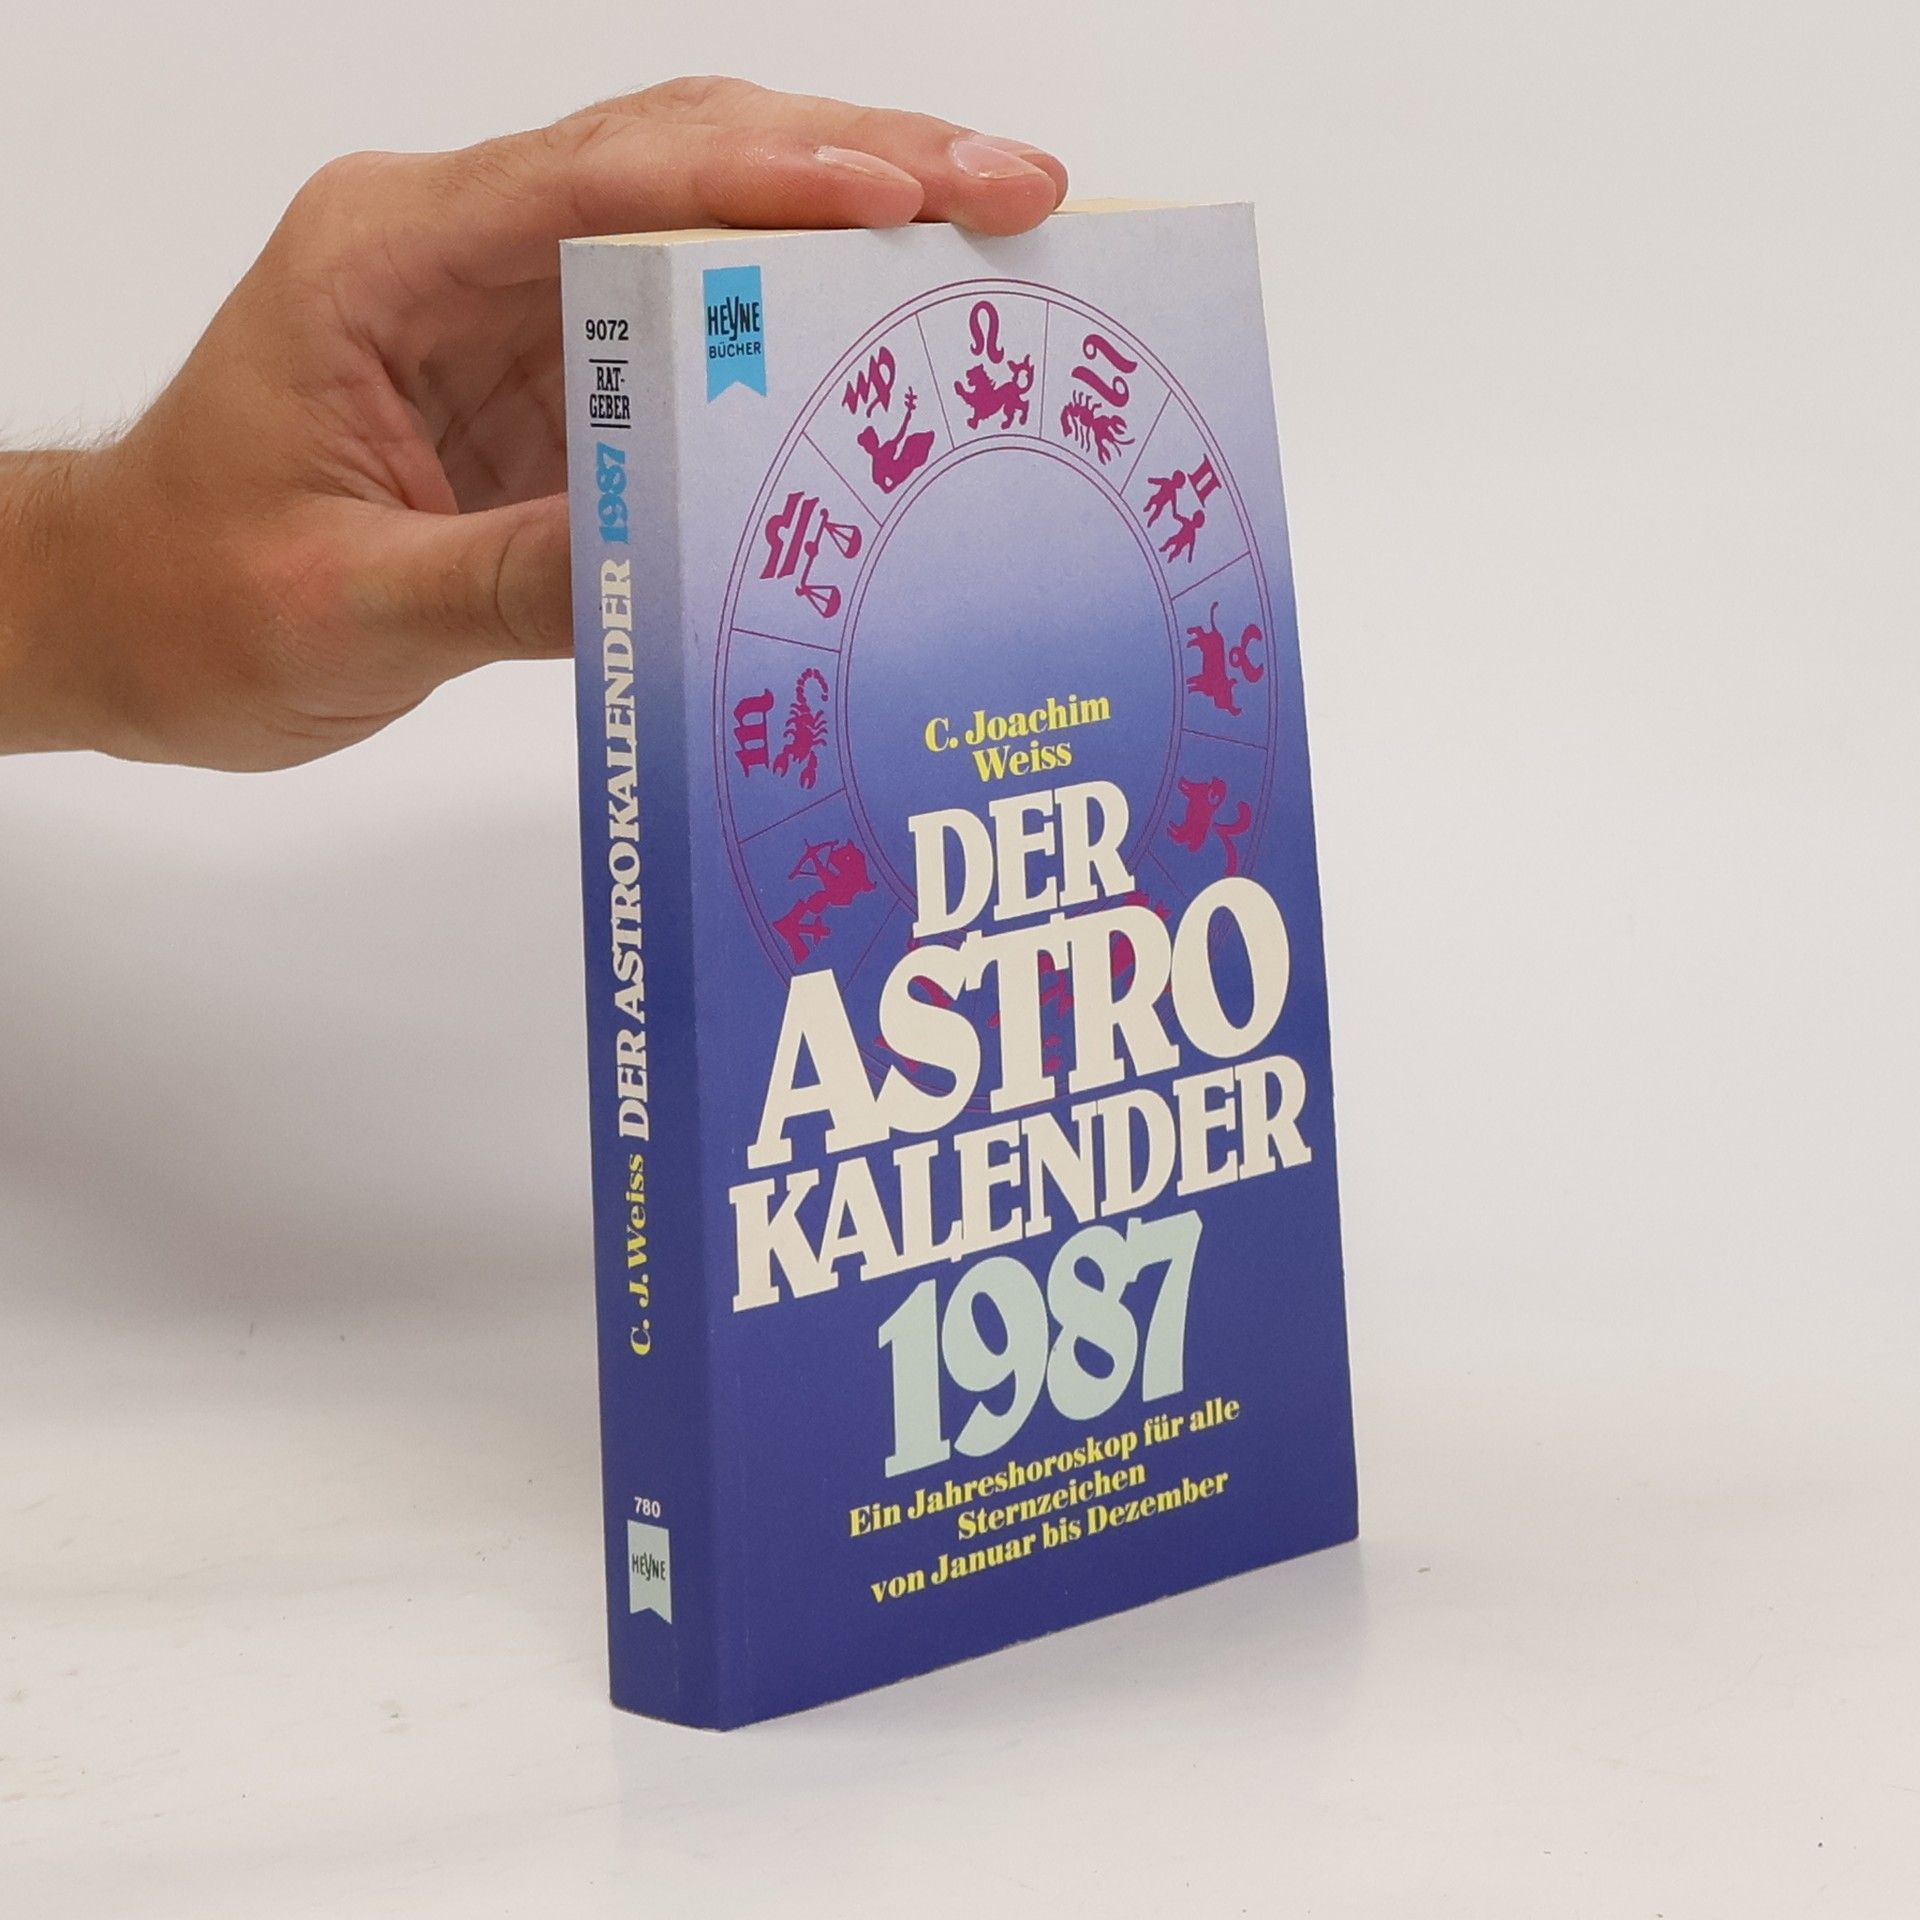 9072
RAT-
GEBER
C. J. Weiss DER ASTROKALENDER 1987
780
HEYNE
HEYNE
BÜCHER
C. Joachim
Weiss
DER
ASTRO
KALENDER
1987
Ein Jahreshoroskop für alle
Sternzeichen
von Januar bis Dezember